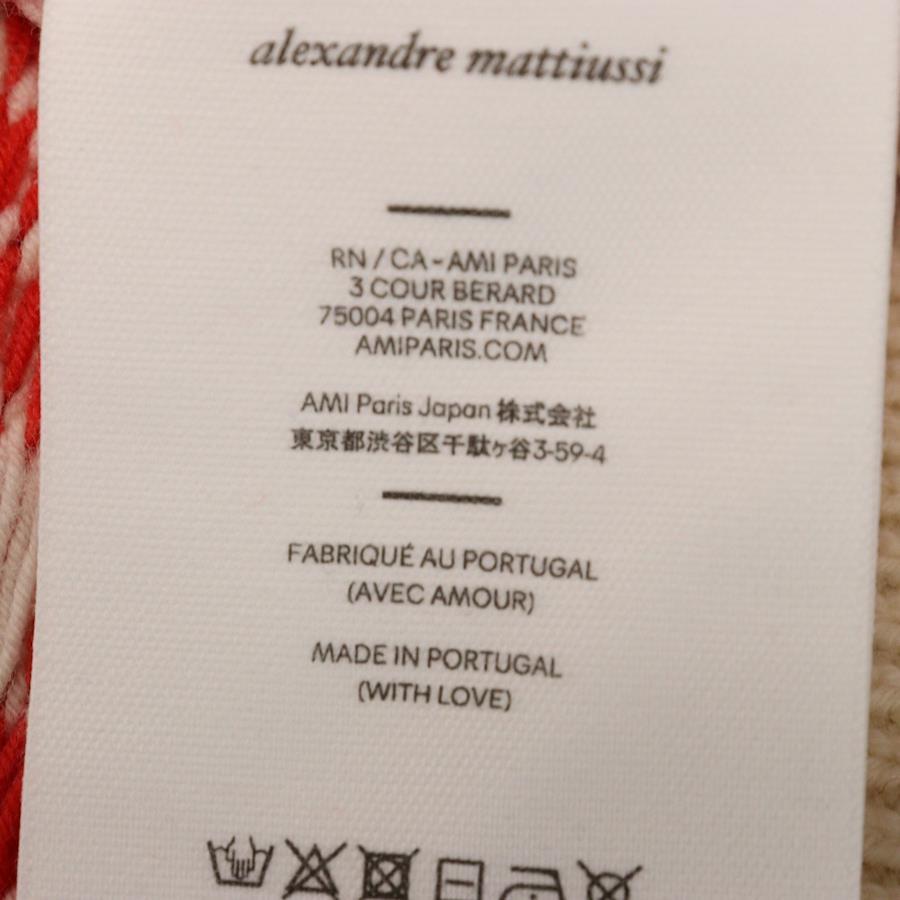 alexandre mattiussi
RN / CA - AMI PARIS
3 COUR BERARD
75004 PARIS FRANCE
AMIPARIS.COM
AMI Paris Japan 株式会社
東京都渋谷区千駄ヶ谷3-59-4
FABRIQUÉ AU PORTUGAL
(AVEC AMOUR)
MADE IN PORTUGAL
(WITH LOVE)